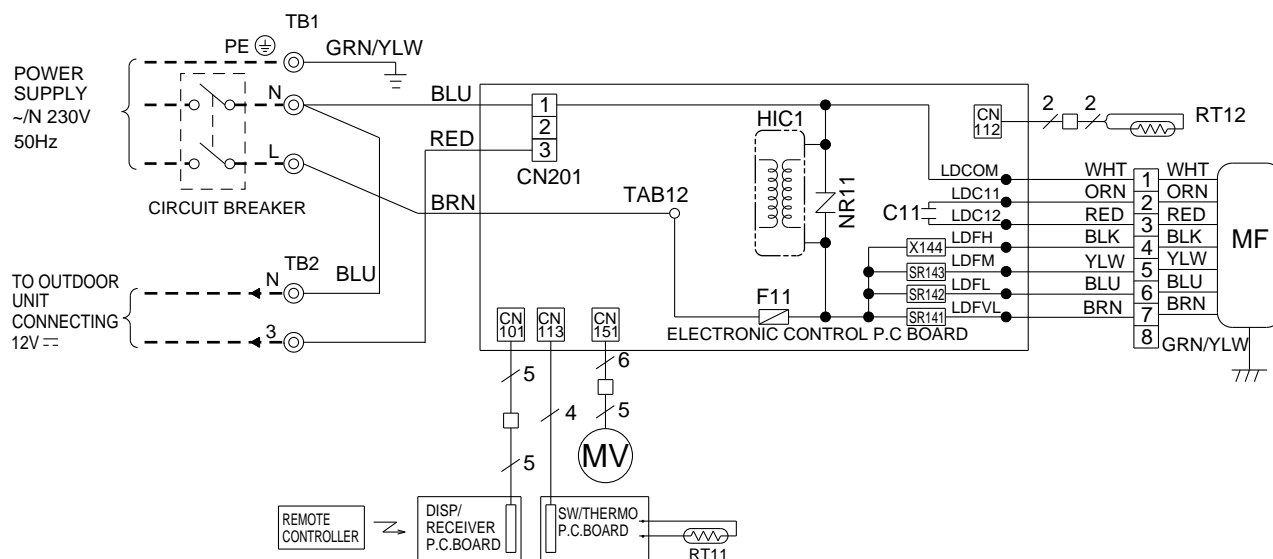 TB1
PE
GRN/YLW
POWER
SUPPLY
~/N 230V
50Hz
N
L
CIRCUIT BREAKER
BLU
RED
BRN
1
2
3
CN201
TAB12
HIC1
NR11
CN
112
2
2
RT12
LDCOM
LDC11
C11
LDC12
LDFH
X144
LDFM
SR143
LDFL
SR142
LDFVL
SR141
F11
ELECTRONIC CONTROL P.C BOARD
WHT
1
WHT
ORN
2
ORN
RED
3
RED
BLK
4
BLK
YLW
5
YLW
BLU
6
BLU
BRN
7
BRN
8
GRN/YLW
MF
TO OUTDOOR
UNIT
CONNECTING
12V
TB2
N
BLU
3
CN
101
CN
113
CN
151
5
5
4
6
5
MV
REMOTE
CONTROLLER
DISP/
RECEIVER
P.C.BOARD
SW/THERMO
P.C.BOARD
RT11